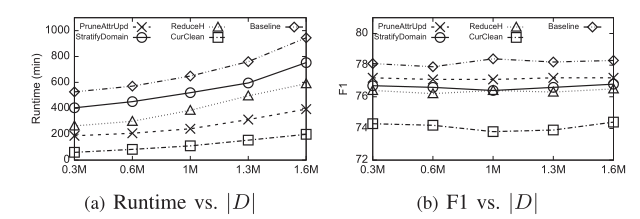 PruneAttrUpd ReduceH Baseline
StratifyDomain CurClean
1000
800
600
400
200
0
Runtime (min)
0.3M 0.6M 1M 1.3M 1.6M
(a) Runtime vs. |D|
PruneAttrUpd ReduceH Baseline
StratifyDomain CurClean
80
78
76
74
72
F1
0.3M 0.6M 1M 1.3M 1.6M
(b) F1 vs. |D|